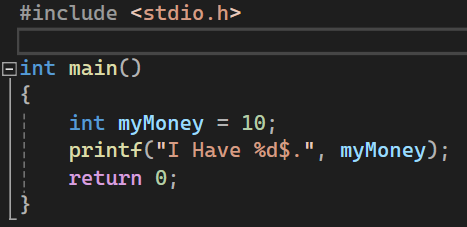 #include <stdio.h>
int main()
{
    int myMoney = 10;
    printf("I Have %d$.", myMoney);
    return 0;
}